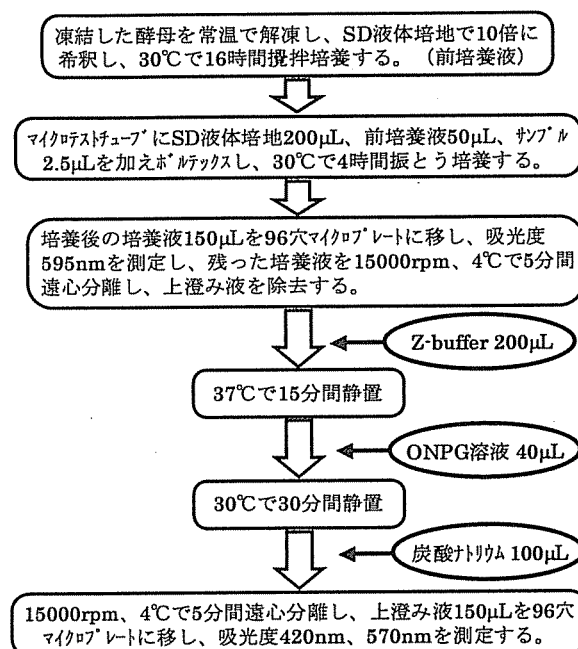 凍結した酵母を常温で解凍し、SD液体培地で10倍に
希釈し、30℃で16時間攪拌培養する。（前培養液）
ﾏｲｸﾛﾃｽﾄﾁｭｰﾌﾞにSD液体培地200μL、前培養液50μL、ｻﾝﾌﾟﾙ
2.5μLを加えﾎﾞﾙﾃｯｸｽし、30℃で4時間振とう培養する。
培養後の培養液150μLを96穴ﾏｲｸﾛﾌﾟﾚｰﾄに移し、吸光度
595nmを測定し、残った培養液を15000rpm、4℃で5分間
遠心分離し、上澄み液を除去する。
Z-buffer 200μL
37℃で15分間静置
ONPG溶液 40μL
30℃で30分間静置
炭酸ﾅﾄﾘｳﾑ 100μL
15000rpm、4℃で5分間遠心分離し、上澄み液150μLを96穴
ﾏｲｸﾛﾌﾟﾚｰﾄに移し、吸光度420nm、570nmを測定する。